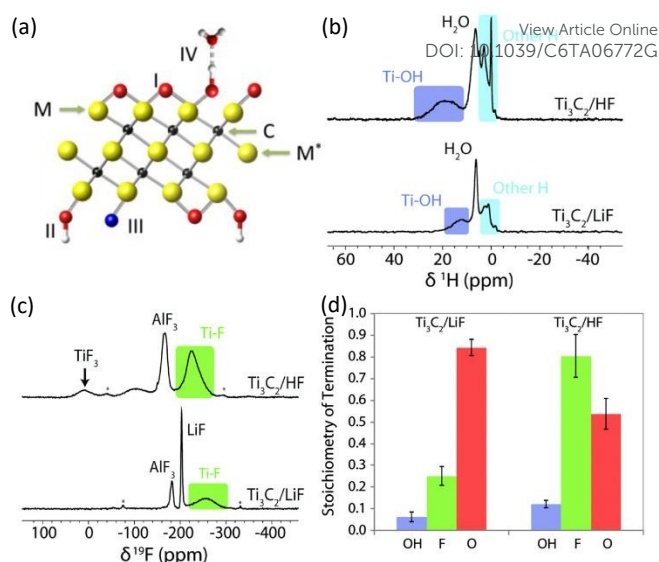 (a)
IV
I
M
C
M*
II
III
(b)
View Article Online
DOI: 10.1039/C6TA06772G
H₂O
Other H
Ti-OH
Ti₃C₂/HF
H₂O
Ti-OH
Other H
Ti₃C₂/LiF
60 40 20 0 -20 -40
δ ¹H (ppm)
(c)
AlF₃
Ti-F
TiF₃
*
*
Ti₃C₂/HF
LiF
AlF₃
Ti-F
*
*
Ti₃C₂/LiF
100 0 -100 -200 -300 -400
δ¹⁹F (ppm)
(d)
Ti₃C₂/LiF Ti₃C₂/HF
Stoichiometry of Termination
0.9
0.8
0.7
0.6
0.5
0.4
0.3
0.2
0.1
0.0
OH F O OH F O